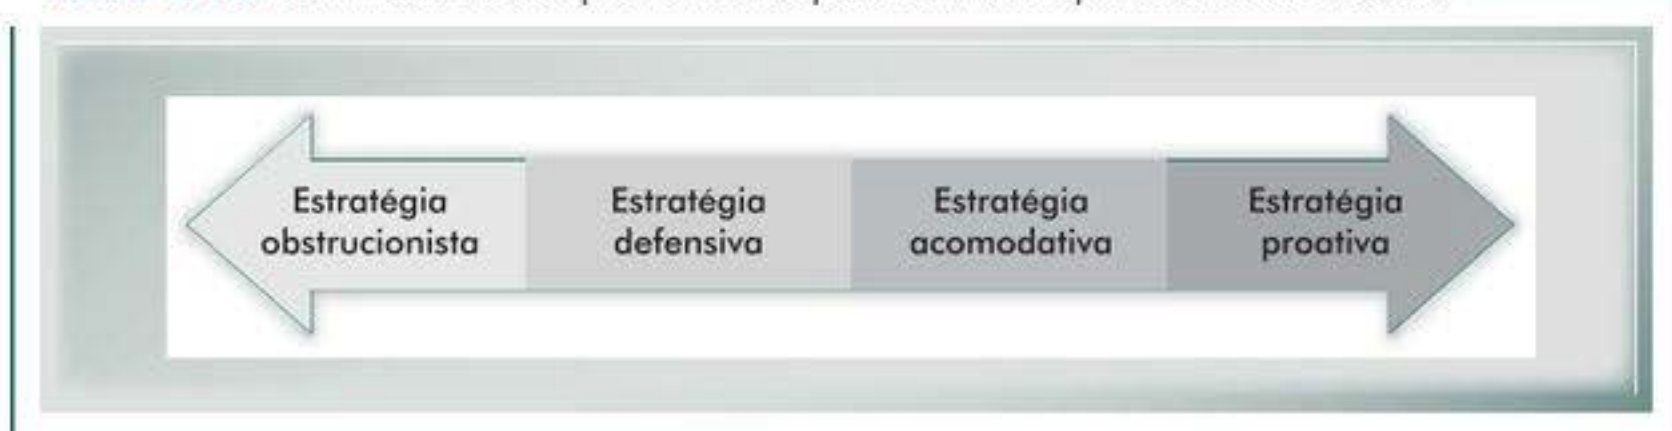 Estratégia
obstrucionista
Estratégia
defensiva
Estratégia
acomodativa
Estratégia
proativa